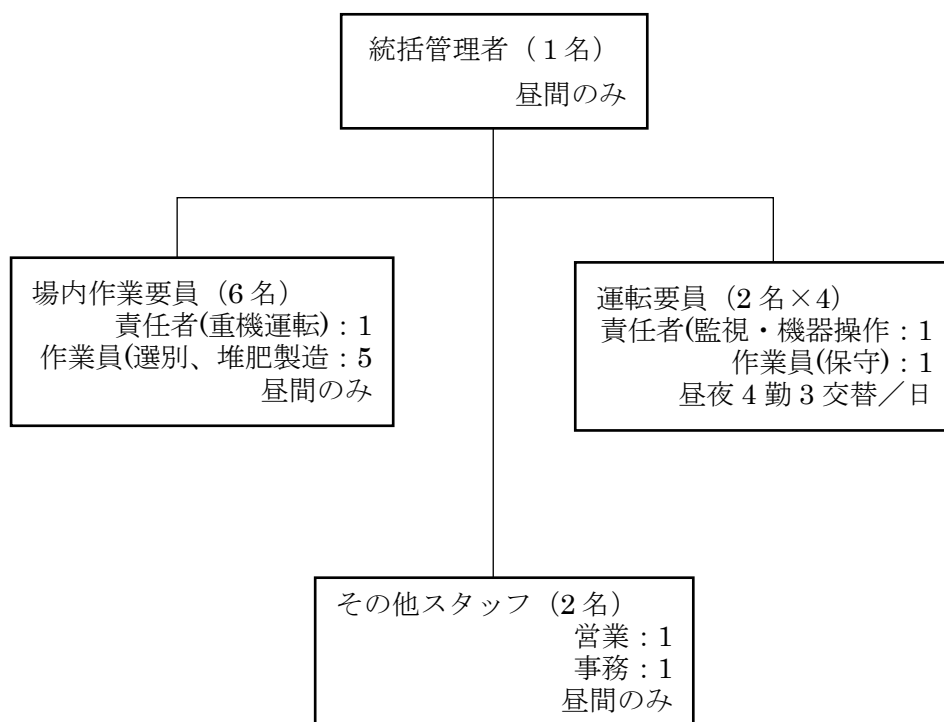 統括管理者（１名）
昼間のみ
場内作業要員（6 名）
責任者(重機運転)：1
作業員(選別、堆肥製造：5
昼間のみ
運転要員（2 名×4）
責任者(監視・機器操作：1
作業員(保守)：1
昼夜 4 勤 3 交替／日
その他スタッフ（2 名）
営業：1
事務：1
昼間のみ